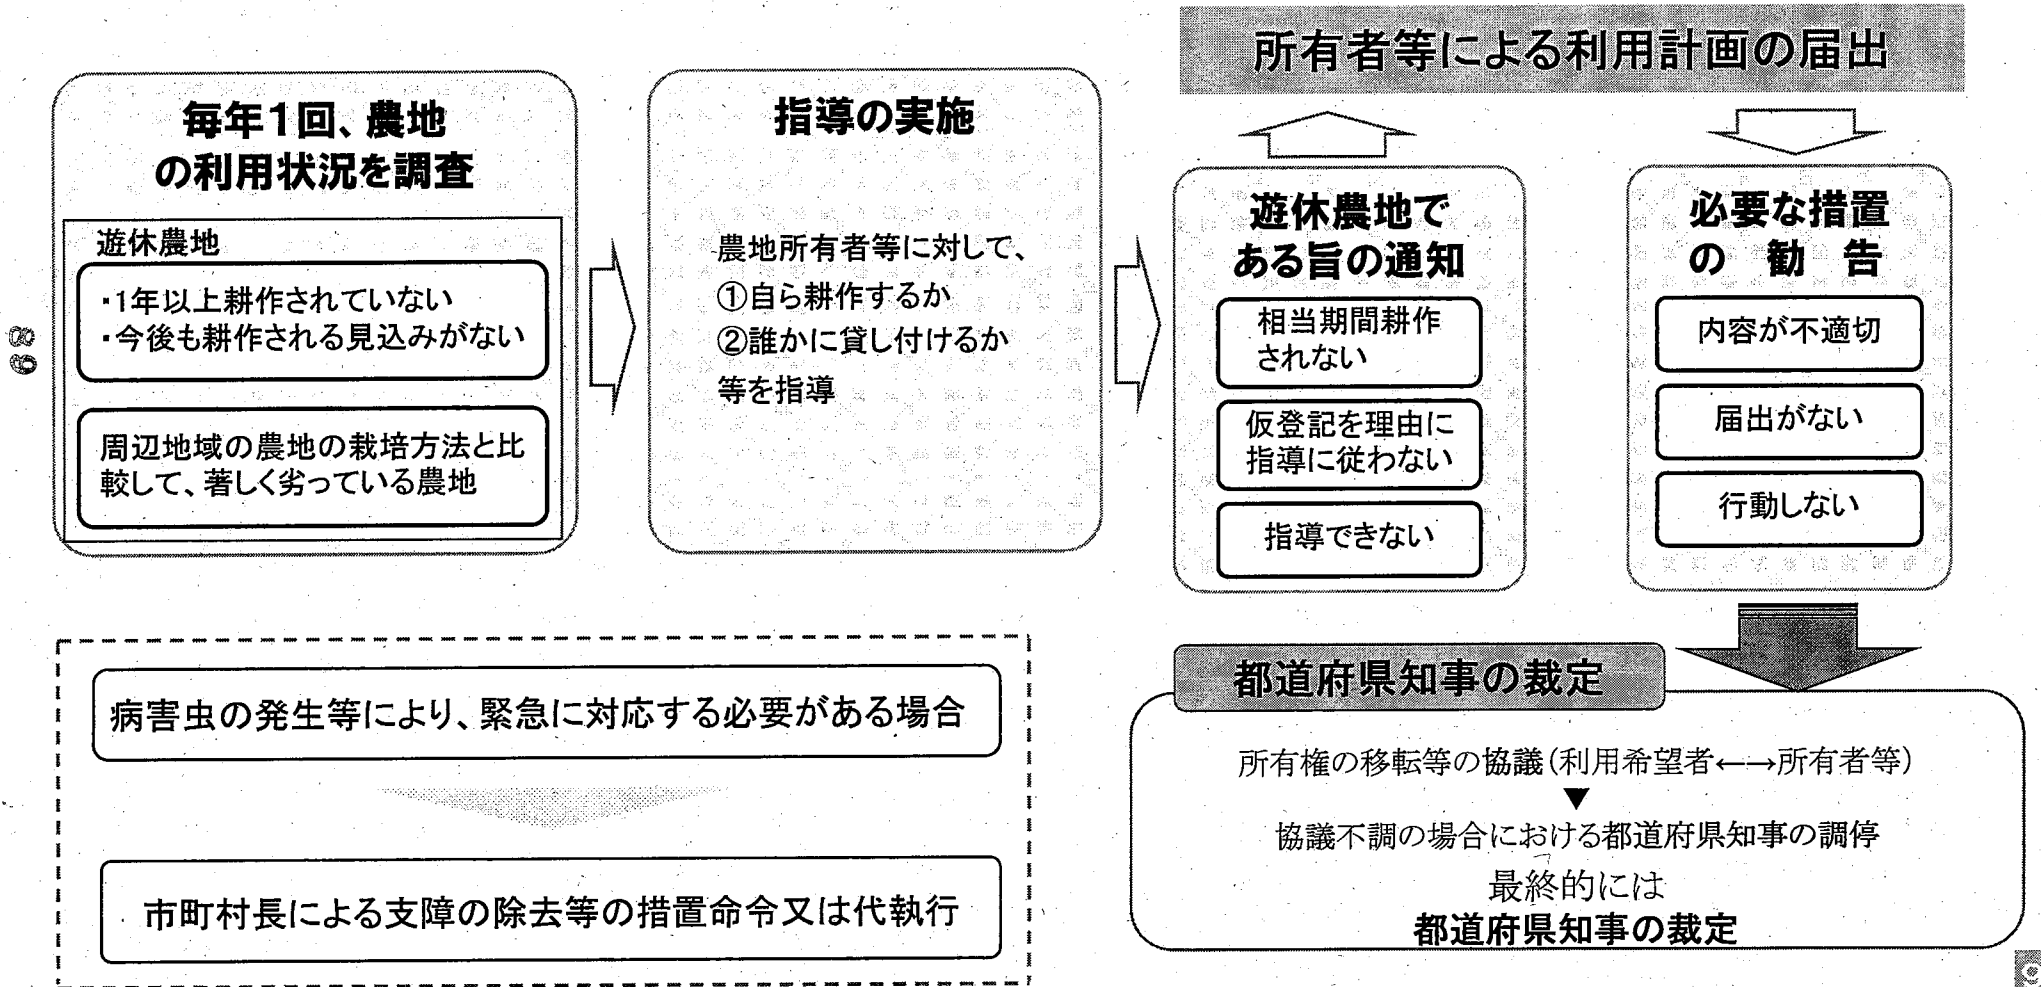 毎年1回、農地
の利用状況を調査
遊休農地
・1年以上耕作されていない
・今後も耕作される見込みがない
周辺地域の農地の栽培方法と比
較して、著しく劣っている農地
指導の実施
農地所有者等に対して、
①自ら耕作するか
②誰かに貸し付けるか
等を指導
所有者等による利用計画の届出
遊休農地で
ある旨の通知
相当期間耕作
されない
仮登記を理由に
指導に従わない
指導できない
必要な措置
の 勧 告
内容が不適切
届出がない
行動しない
都道府県知事の裁定
所有権の移転等の協議(利用希望者←→所有者等)
▼
協議不調の場合における都道府県知事の調停
最終的には
都道府県知事の裁定
病害虫の発生等により、緊急に対応する必要がある場合
市町村長による支障の除去等の措置命令又は代執行
9